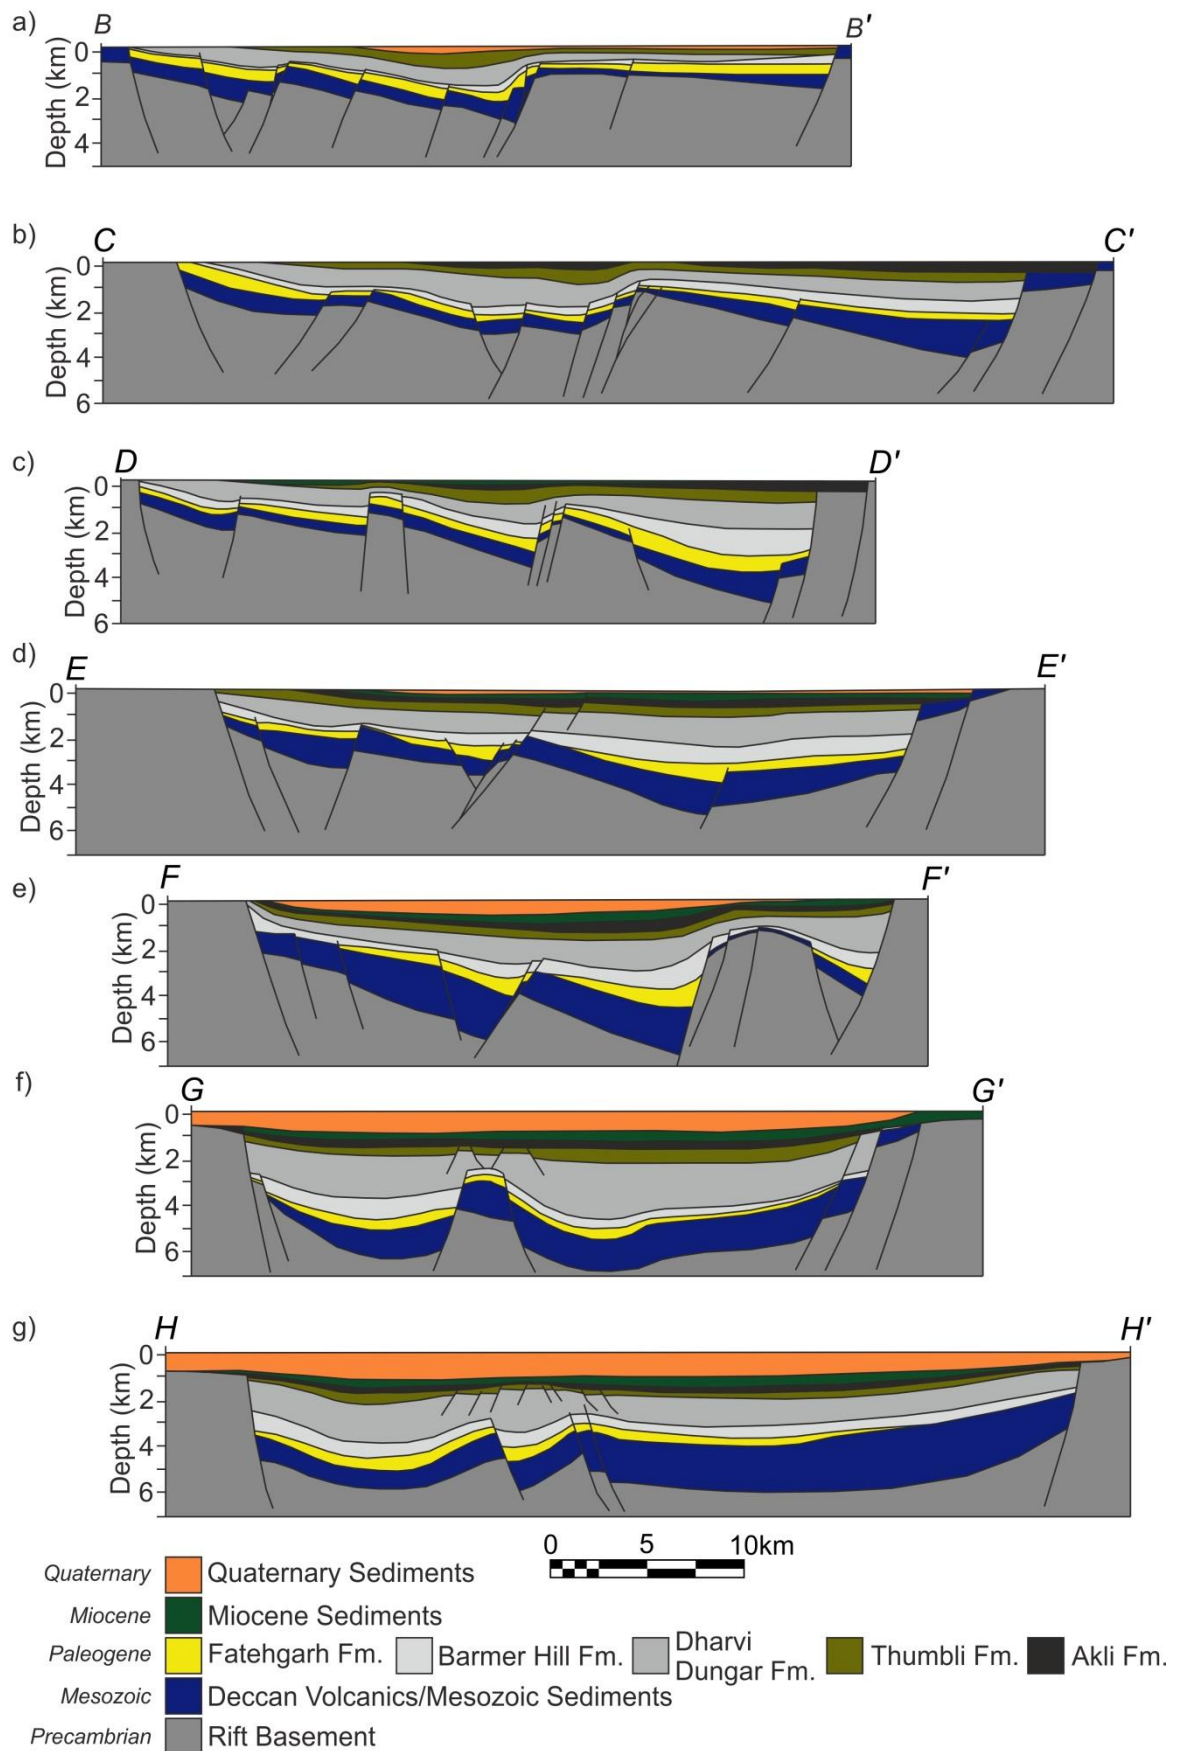 a)
B B'
Depth (km)
0
2
4
b)
C C'
Depth (km)
0
2
4
6
c)
D D'
Depth (km)
0
2
4
6
d)
E E'
Depth (km)
0
2
4
6
e)
F F'
Depth (km)
0
2
4
6
f)
G G'
Depth (km)
0
2
4
6
g)
H H'
Depth (km)
0
2
4
6
0 5 10km
Quaternary Quaternary Sediments
Miocene Miocene Sediments
Paleogene Fatehgarh Fm. Barmer Hill Fm. Dharvi Dungar Fm. Thumbli Fm. Akli Fm.
Mesozoic Deccan Volcanics/Mesozoic Sediments
Precambrian Rift Basement